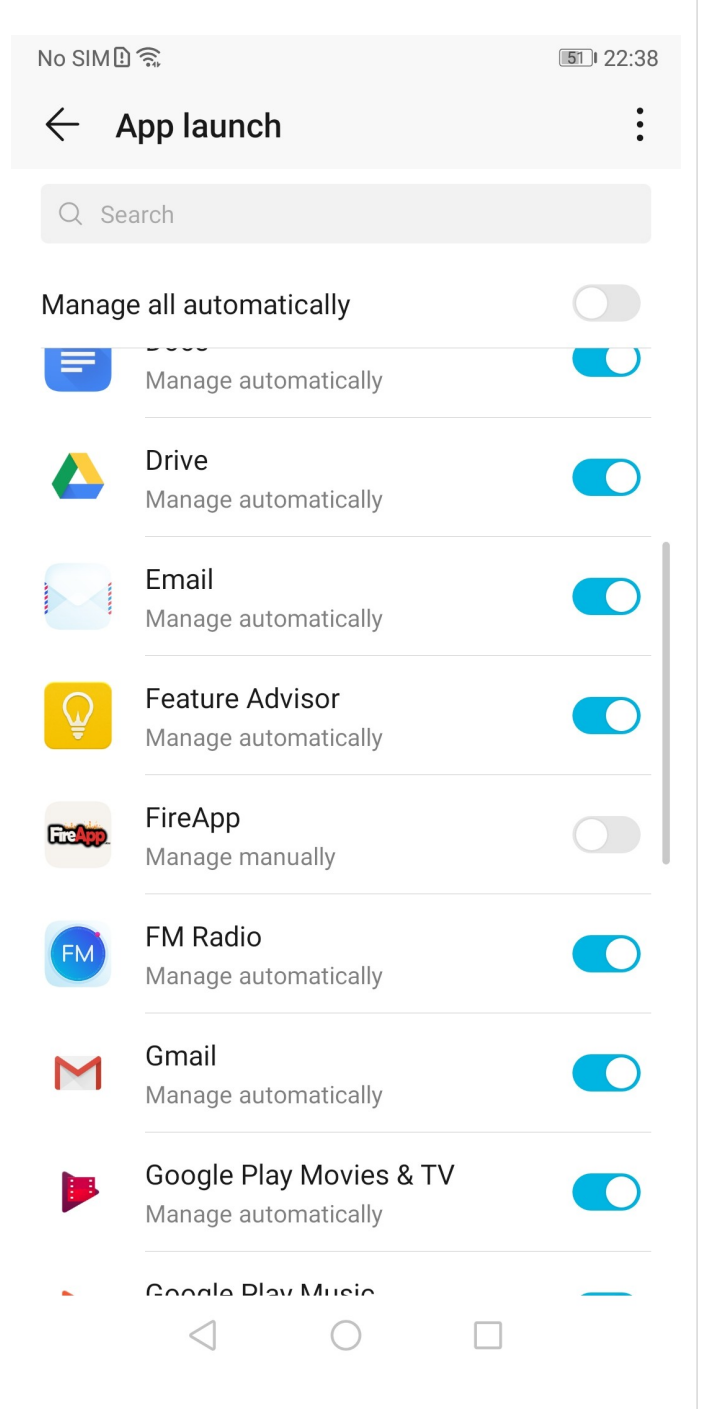 No SIM
51 22:38
App launch
Search
Manage all automatically
Docs
Manage automatically
Drive
Manage automatically
Email
Manage automatically
Feature Advisor
Manage automatically
FireApp
FireApp
Manage manually
FM Radio
FM
Manage automatically
Gmail
Manage automatically
Google Play Movies & TV
Manage automatically
Google Play Music